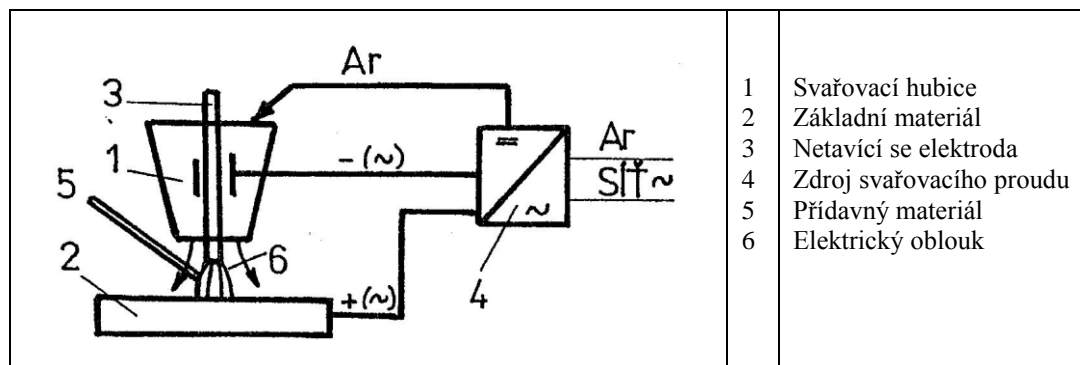 Ar
3
1
5
-(~)
Ar
SÍŤ~
=
~
6
2
+(~)
4
1 Svařovací hubice
2 Základní materiál
3 Netavící se elektroda
4 Zdroj svařovacího proudu
5 Přídavný materiál
6 Elektrický oblouk